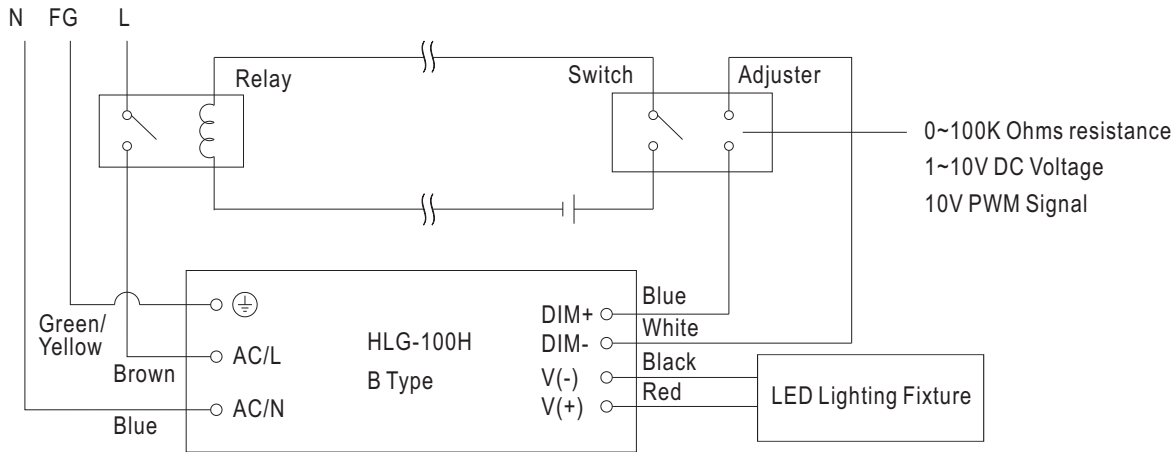 N FG L
Relay
Switch
Adjuster
0~100K Ohms resistance
1~10V DC Voltage
10V PWM Signal
Green/
Yellow
Brown
Blue
AC/L
AC/N
HLG-100H
B Type
DIM+
DIM-
V(-)
V(+)
Blue
White
Black
Red
LED Lighting Fixture